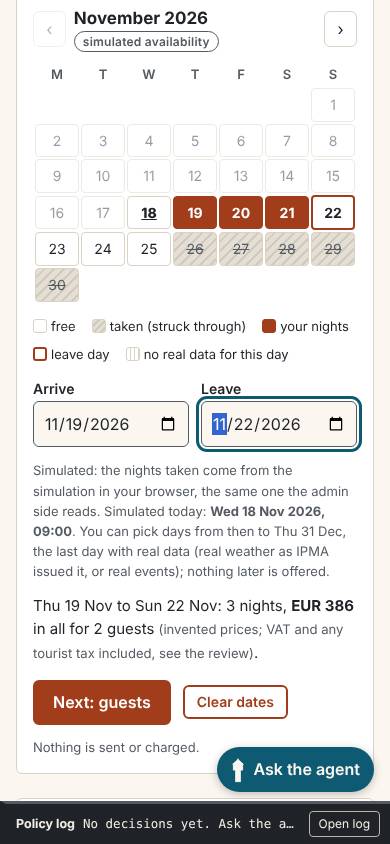 ‹ November 2026 ›
simulated availability
M T W T F S S
1
2 3 4 5 6 7 8
9 10 11 12 13 14 15
16 17 18 19 20 21 22
23 24 25 26 27 28 29
30
free taken (struck through) your nights
leave day no real data for this day
Arrive Leave
11/19/2026 11/22/2026
Simulated: the nights taken come from the
simulation in your browser, the same one the admin
side reads. Simulated today: Wed 18 Nov 2026,
09:00. You can pick days from then to Thu 31 Dec,
the last day with real data (real weather as IPMA
issued it, or real events); nothing later is offered.
Thu 19 Nov to Sun 22 Nov: 3 nights, EUR 386
in all for 2 guests (invented prices; VAT and any
tourist tax included, see the review).
Next: guests Clear dates
Nothing is sent or charged.
Ask the agent
Policy log No decisions yet. Ask the a… Open log